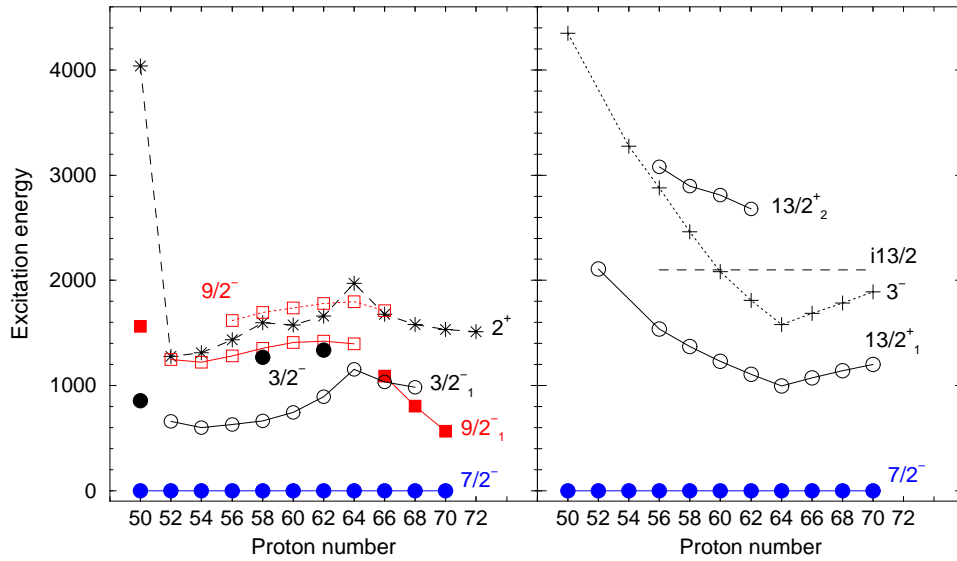 Excitation energy
4000
3000
2000
1000
0
9/2⁻
2⁺
3/2⁻
3/2⁻₁
9/2⁻₁
7/2⁻
50 52 54 56 58 60 62 64 66 68 70 72
Proton number
13/2⁺₂
i13/2
3⁻
13/2⁺₁
7/2⁻
50 52 54 56 58 60 62 64 66 68 70 72
Proton number